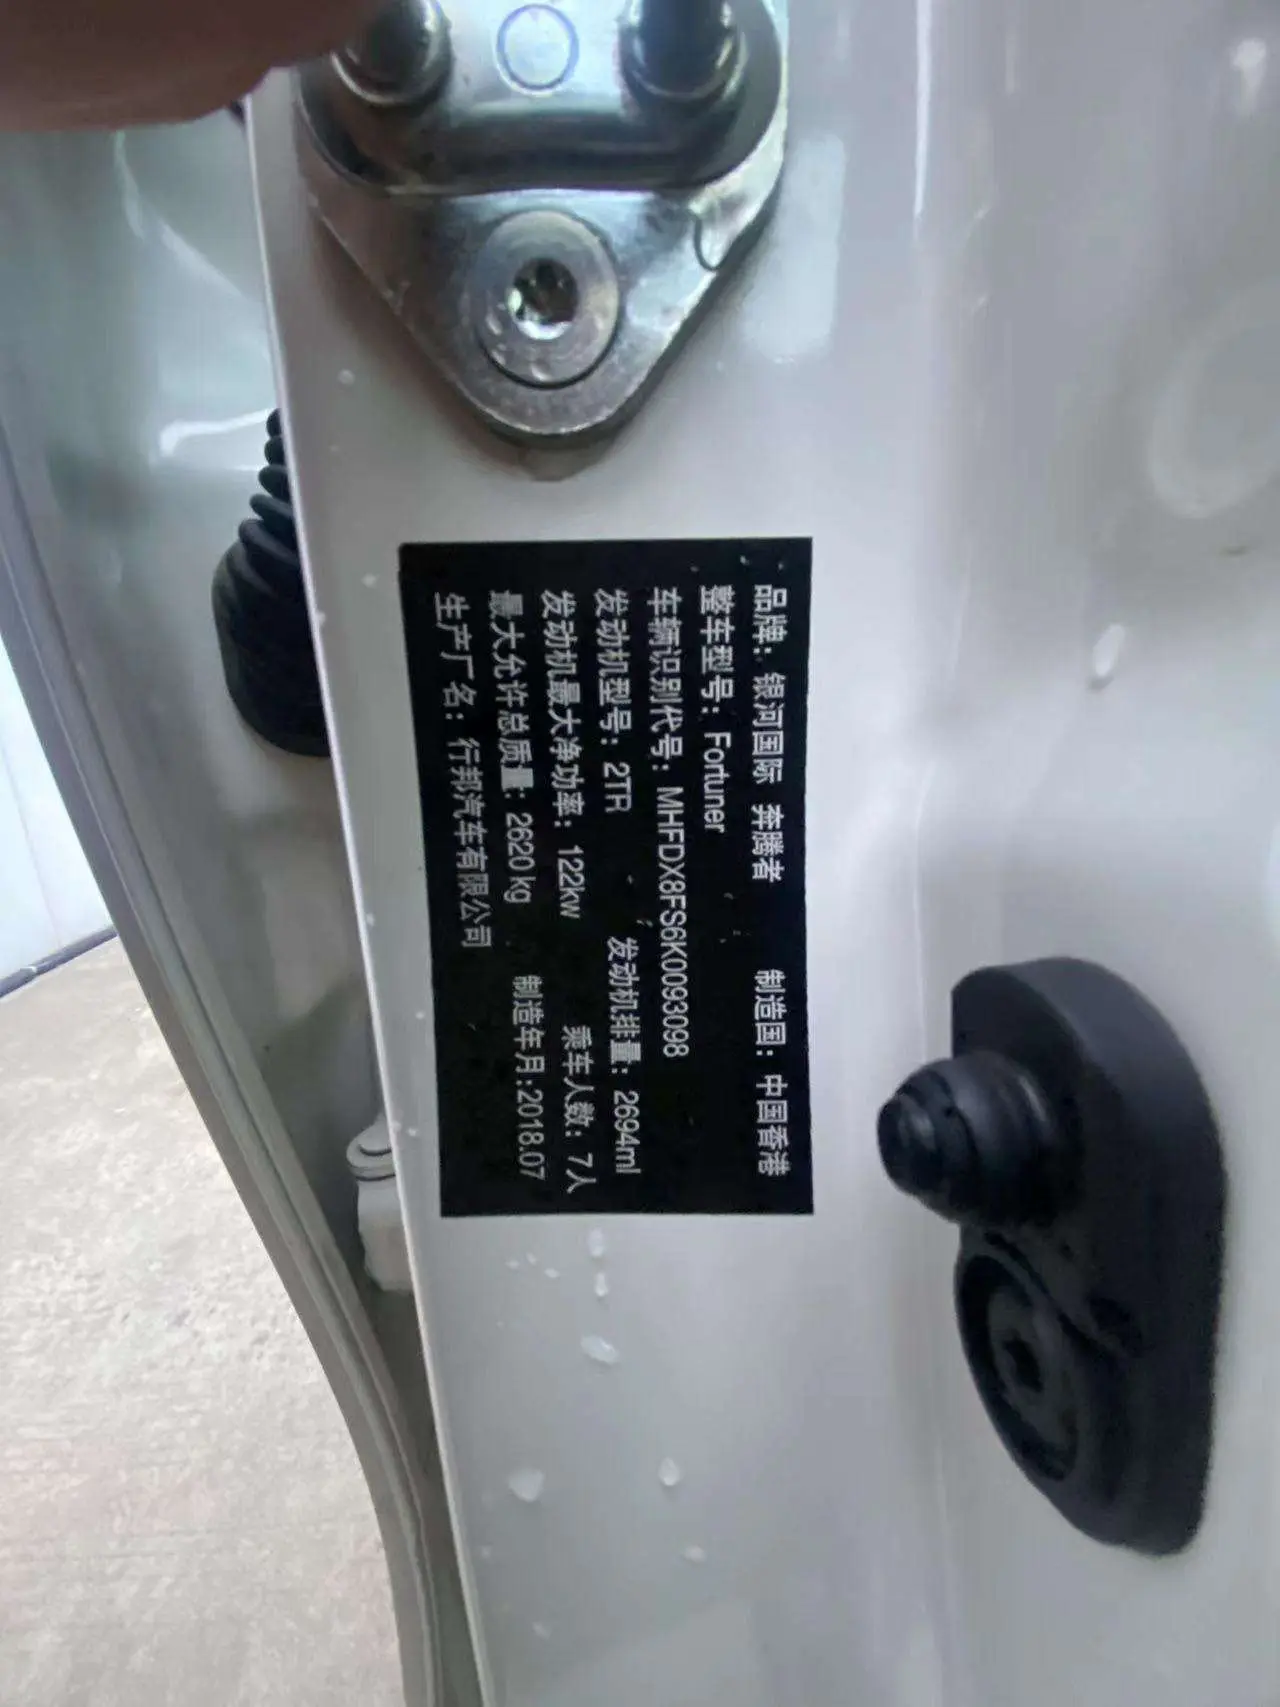 品牌：银河国际 奔腾者 制造国：中国香港
整车型号：Fortuner
车辆识别代号：MHFDX8FS6K0093098
发动机型号：2TR 发动机排量：2694ml
发动机最大净功率：122kw 乘车人数：7人
最大允许总质量：2620kg 制造年月:2018.07
生产厂名：行邦汽车有限公司